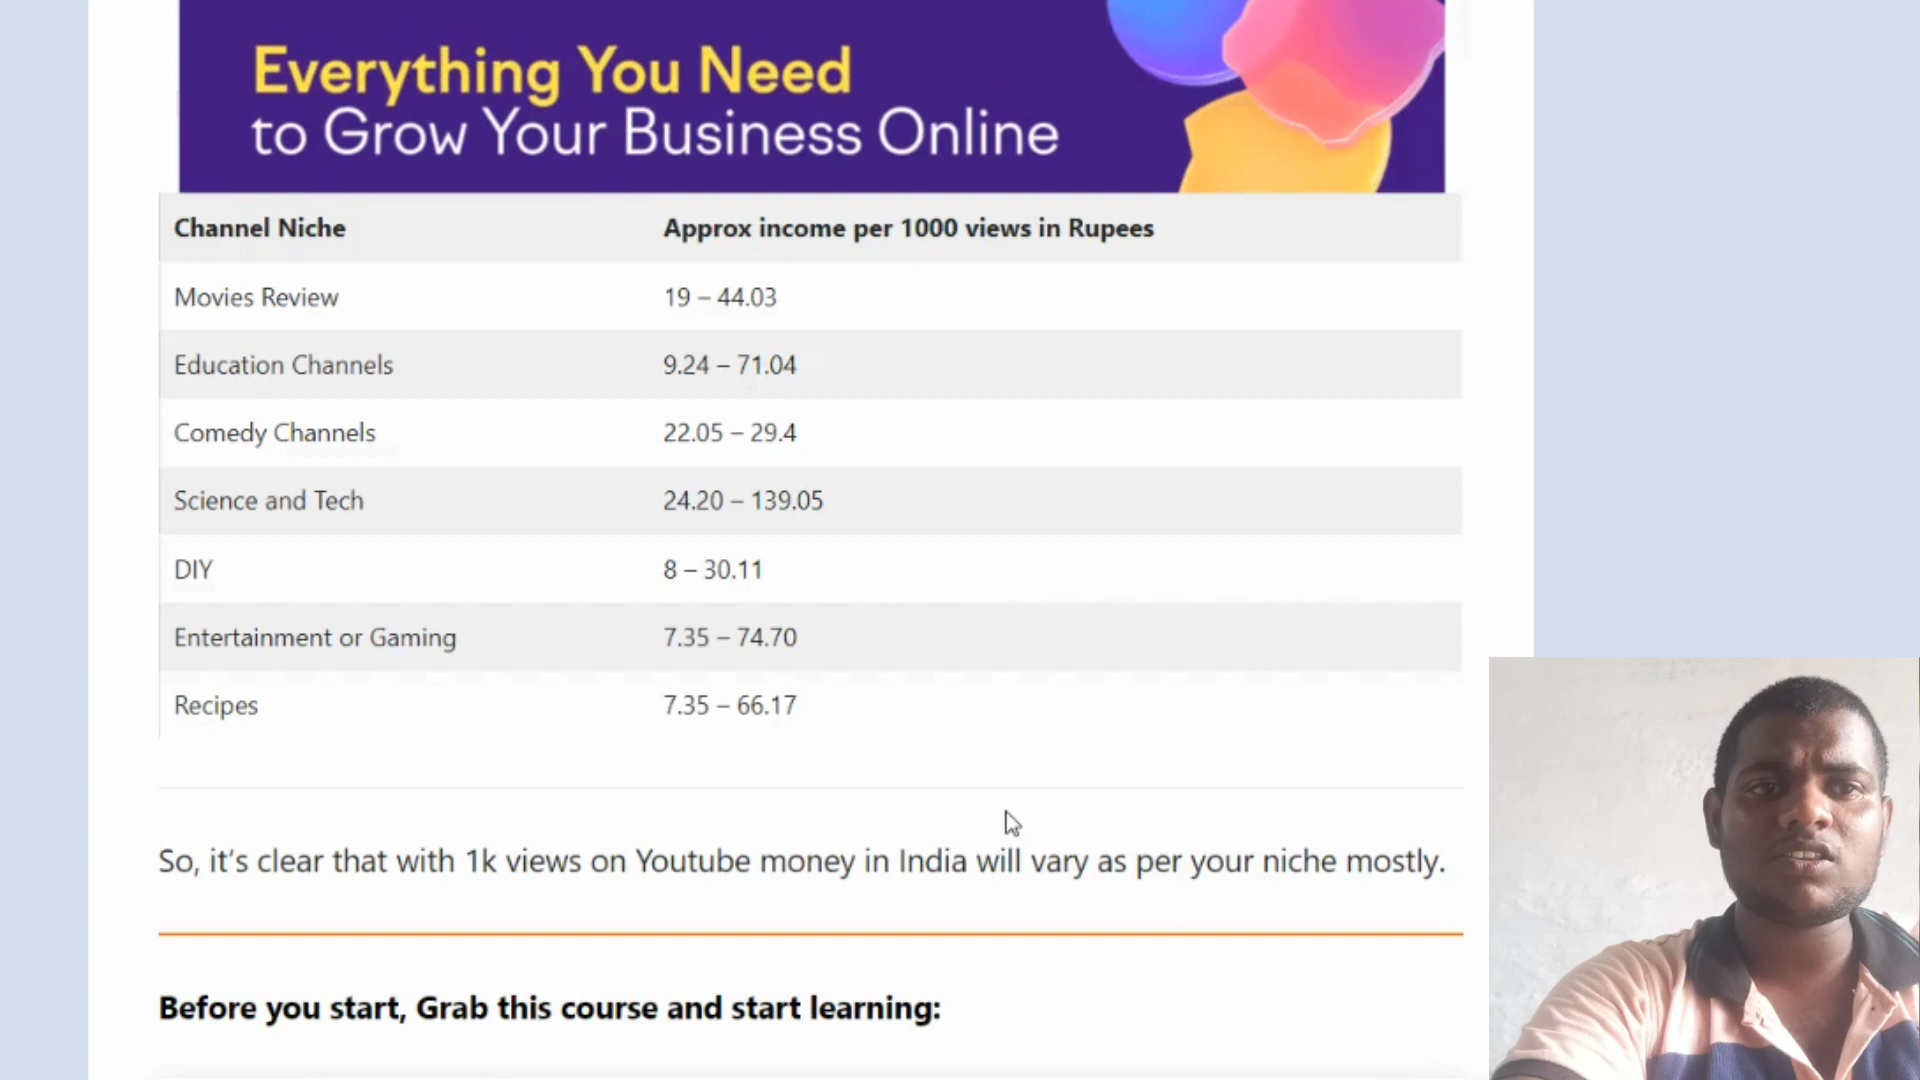 Everything You Need
to Grow Your Business Online
Channel Niche Approx income per 1000 views in Rupees
Movies Review 19 – 44.03
Education Channels 9.24 – 71.04
Comedy Channels 22.05 – 29.4
Science and Tech 24.20 – 139.05
DIY 8 – 30.11
Entertainment or Gaming 7.35 – 74.70
Recipes 7.35 – 66.17
So, it's clear that with 1k views on Youtube money in India will vary as per your niche mostly.
Before you start, Grab this course and start learning: